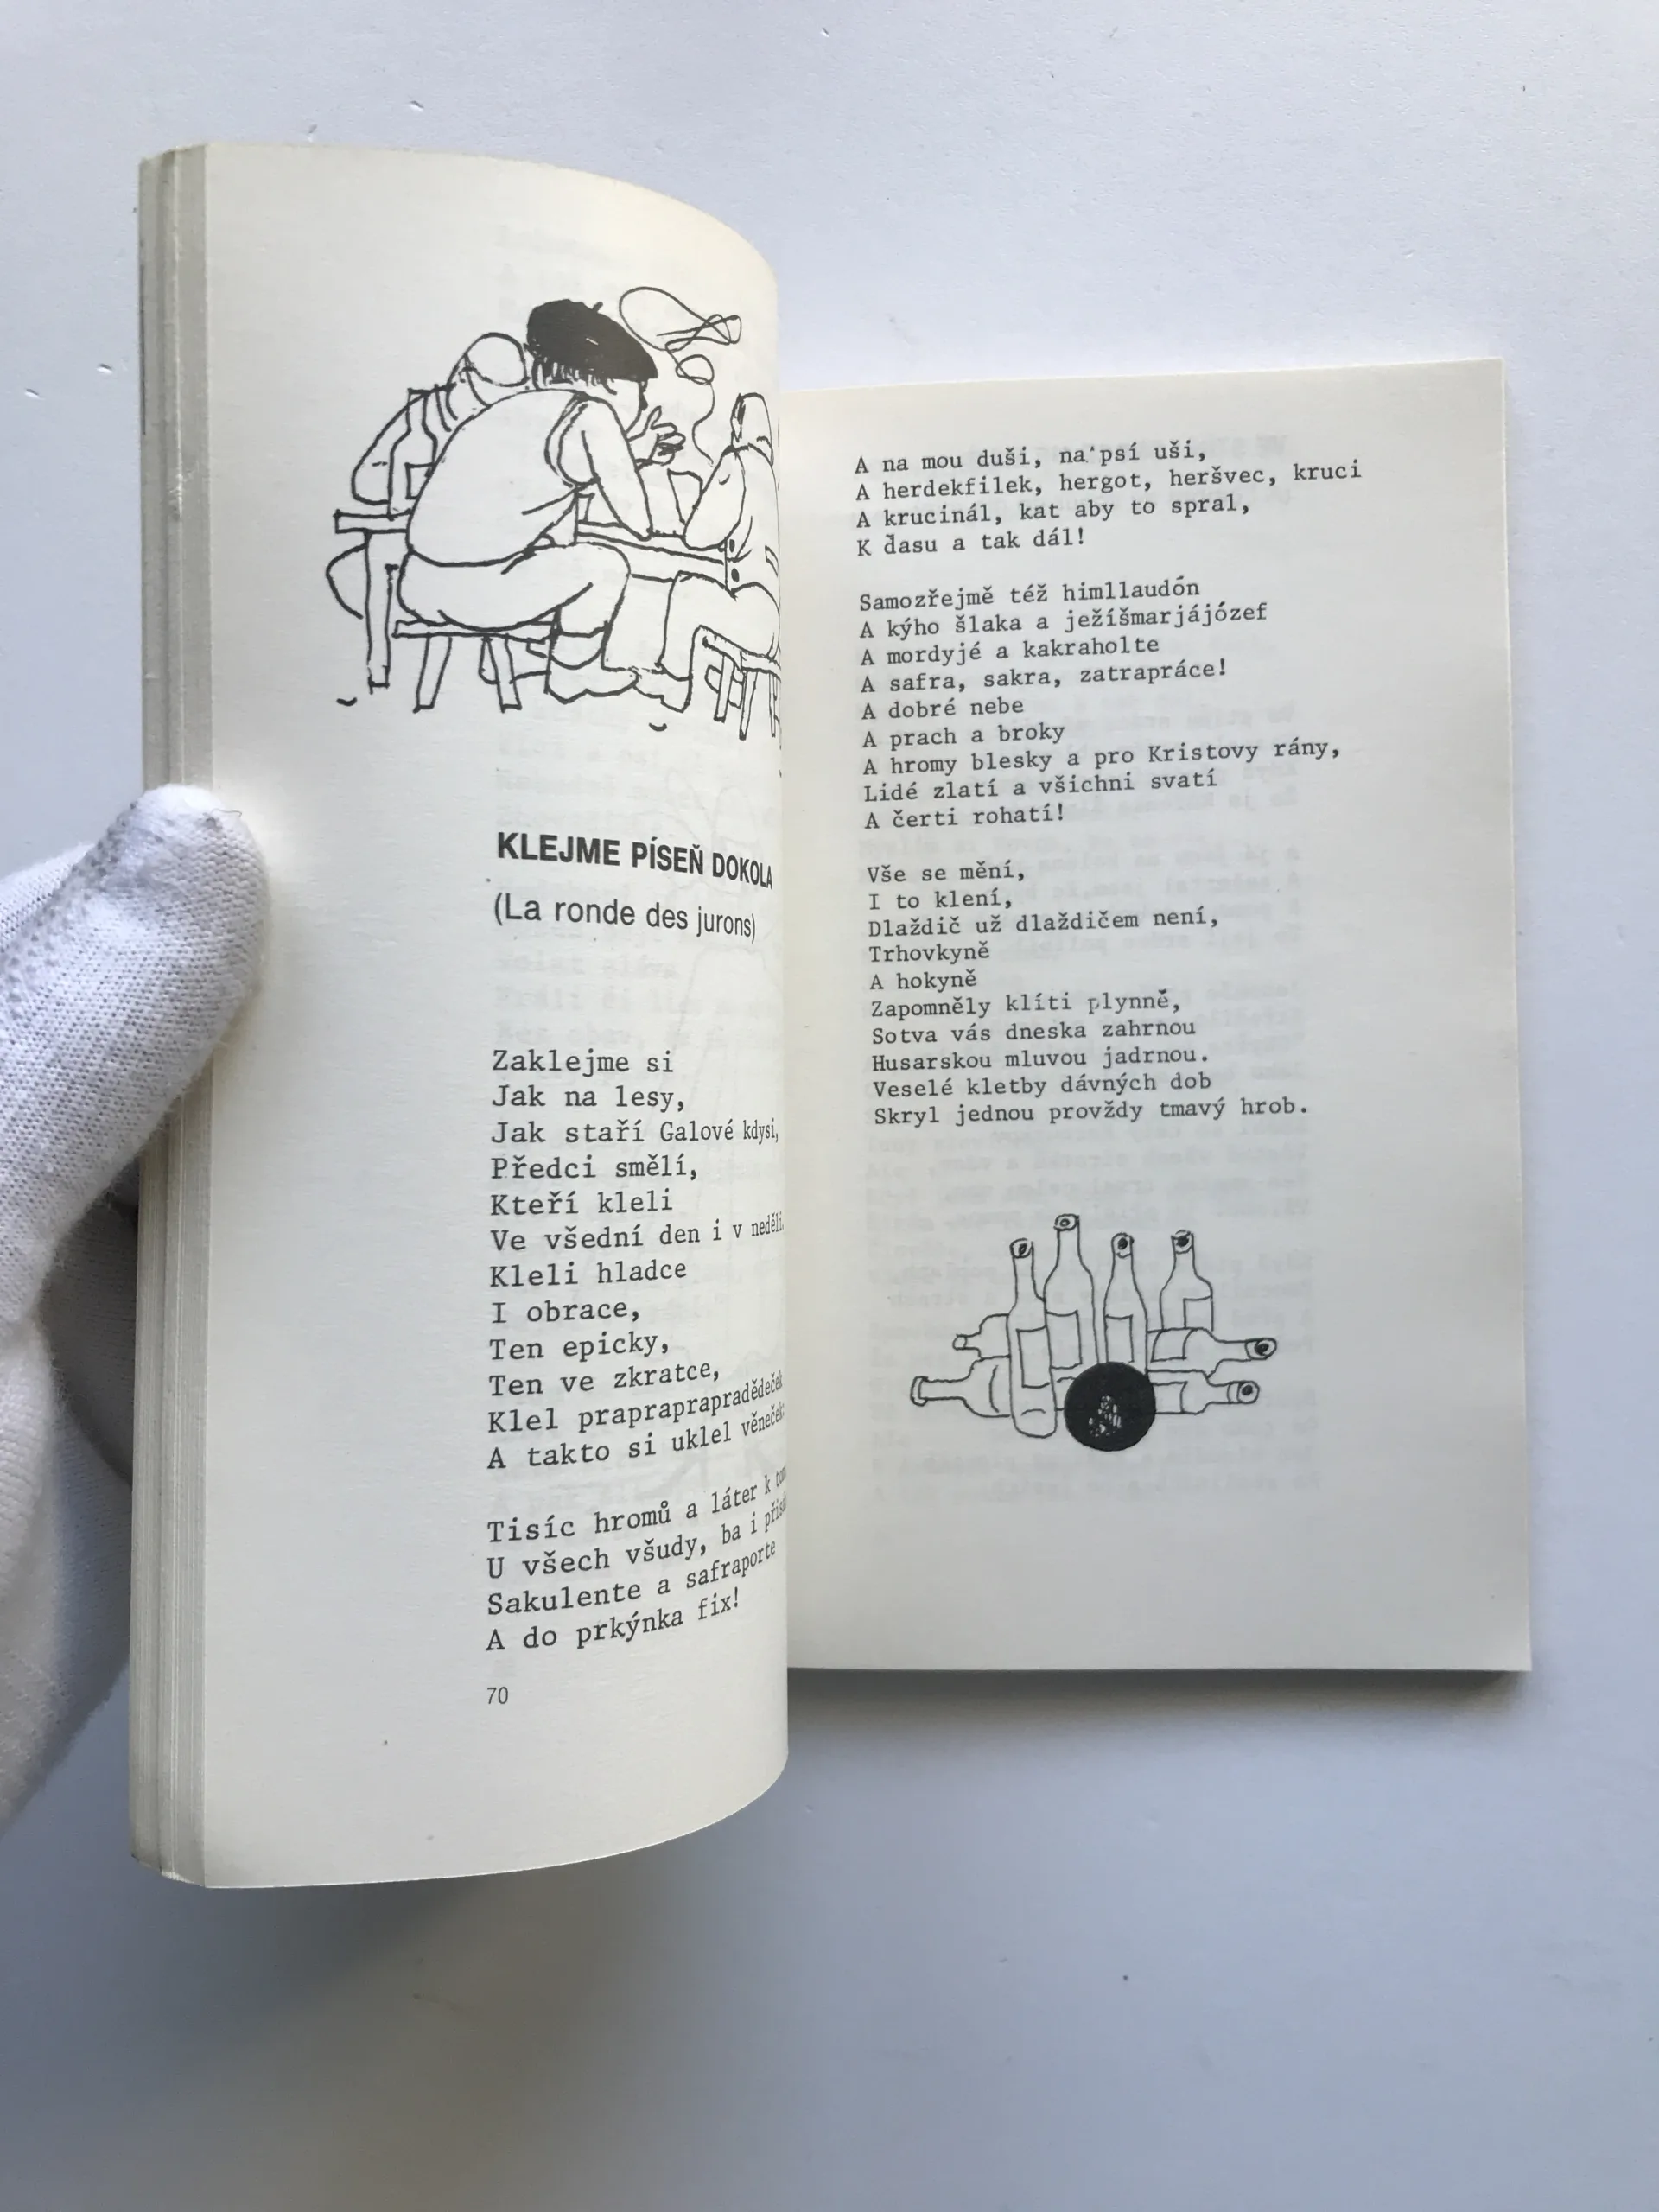 KLEJME PÍSEŇ DOKOLA
(La ronde des jurons)
Zaklejme si
Jak na lesy,
Jak staří Galové kdysi,
Předci smělí,
Kteří kleli
Ve všední den i v neděli,
Kleli hladce
I obrace,
Ten epicky,
Ten ve zkratce,
Klel prapraprapradědeček
A takto si uklel věneček:
Tisíc hromů a láter k
U všech všudy, ba i
Sakulente a safraporte
A do prkýnka fix!
70
A na mou duši, na psí uši,
A herdekfilek, hergot, heršvec, kruci
A krucinál, kat aby to spral,
K ďasu a tak dál!
Samozřejmě též himllaudón
A kýho šlaka a ježíšmarjájózef
A mordyjé a kakraholte
A safra, sakra, zatrapráce!
A dobré nebe
A prach a broky
A hromy blesky a pro Kristovy rány,
Lidé zlatí a všichni svatí
A čerti rohatí!
Vše se mění,
I to klení,
Dlaždič už dlaždičem není,
Trhovkyně
A hokyně
Zapomněly klíti plynně,
Sotva vás dneska zahrnou
Husarskou mluvou jadrnou.
Veselé kletby dávných dob
Skryl jednou provždy tmavý hrob.